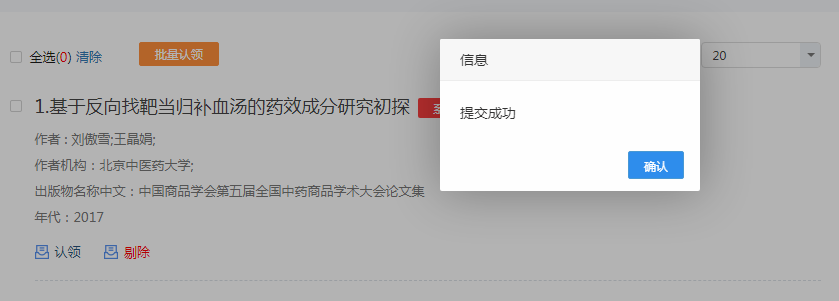 全选(0) 清除
批量认领
20
信息
提交成功
确认
1.基于反向找靶当归补血汤的药效成分研究初探
作者：刘傲雪;王晶娟;
作者机构：北京中医药大学;
出版物名称中文：中国商品学会第五届全国中药商品学术大会论文集
年代：2017
认领
剔除